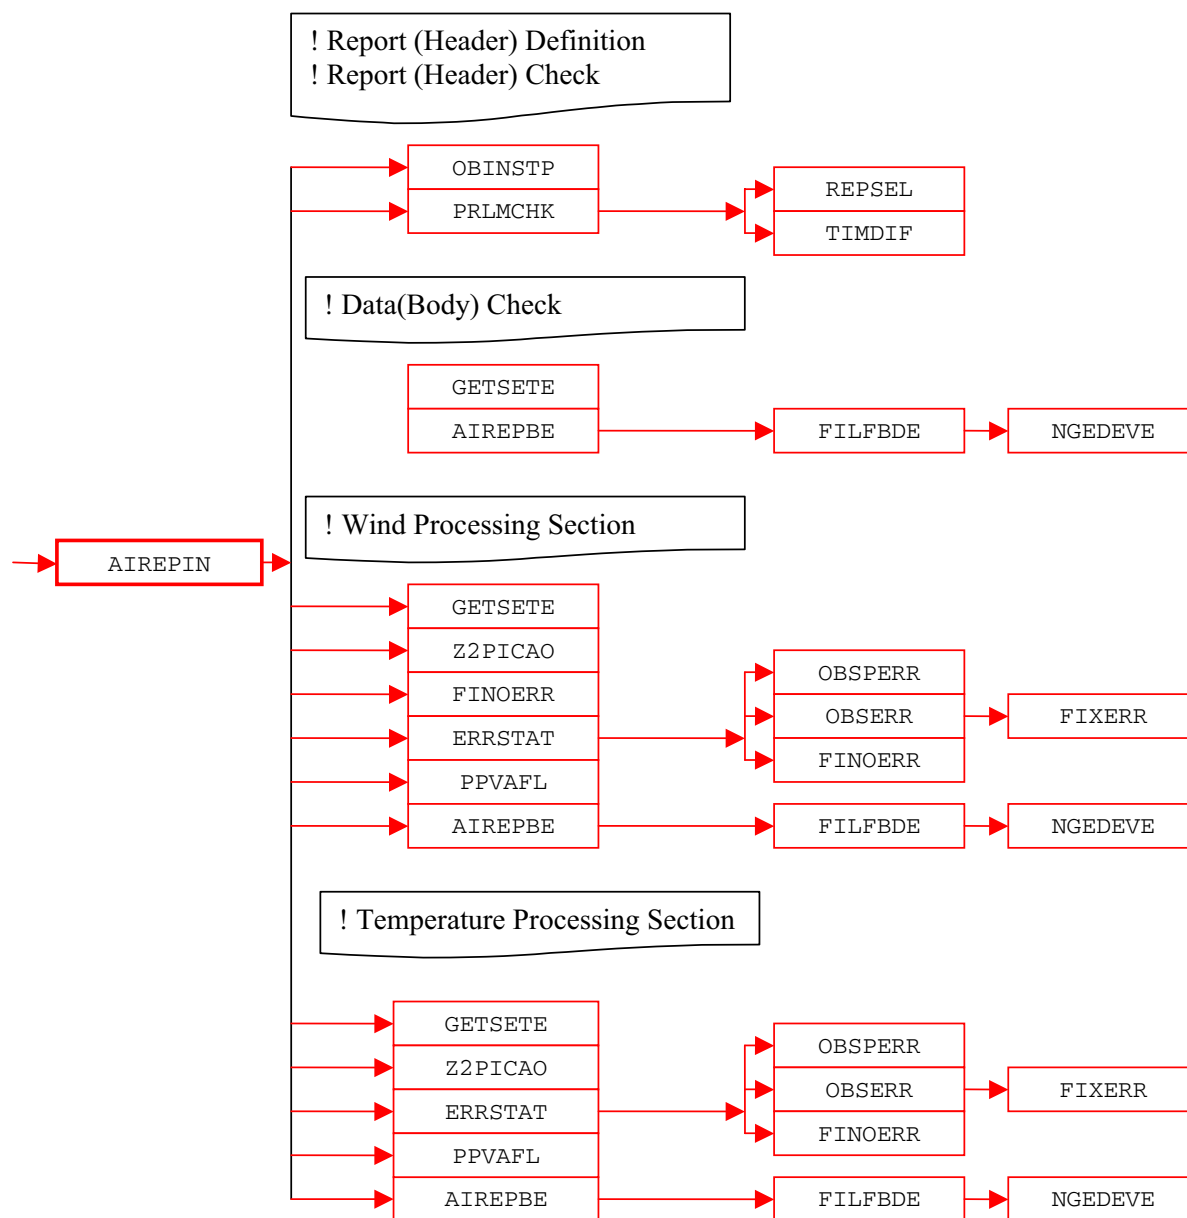 ! Report (Header) Definition
! Report (Header) Check
OBINSTP
PRLMCHK
REPSEL
TIMDIF
! Data(Body) Check
GETSETE
AIREPBE
FILFBDE
NGEDEVE
! Wind Processing Section
AIREPIN
GETSETE
Z2PICAO
FINOERR
ERRSTAT
PPVAFL
AIREPBE
OBSPERR
OBSERR
FINOERR
FIXERR
FILFBDE
NGEDEVE
! Temperature Processing Section
GETSETE
Z2PICAO
ERRSTAT
PPVAFL
AIREPBE
OBSPERR
OBSERR
FINOERR
FIXERR
FILFBDE
NGEDEVE